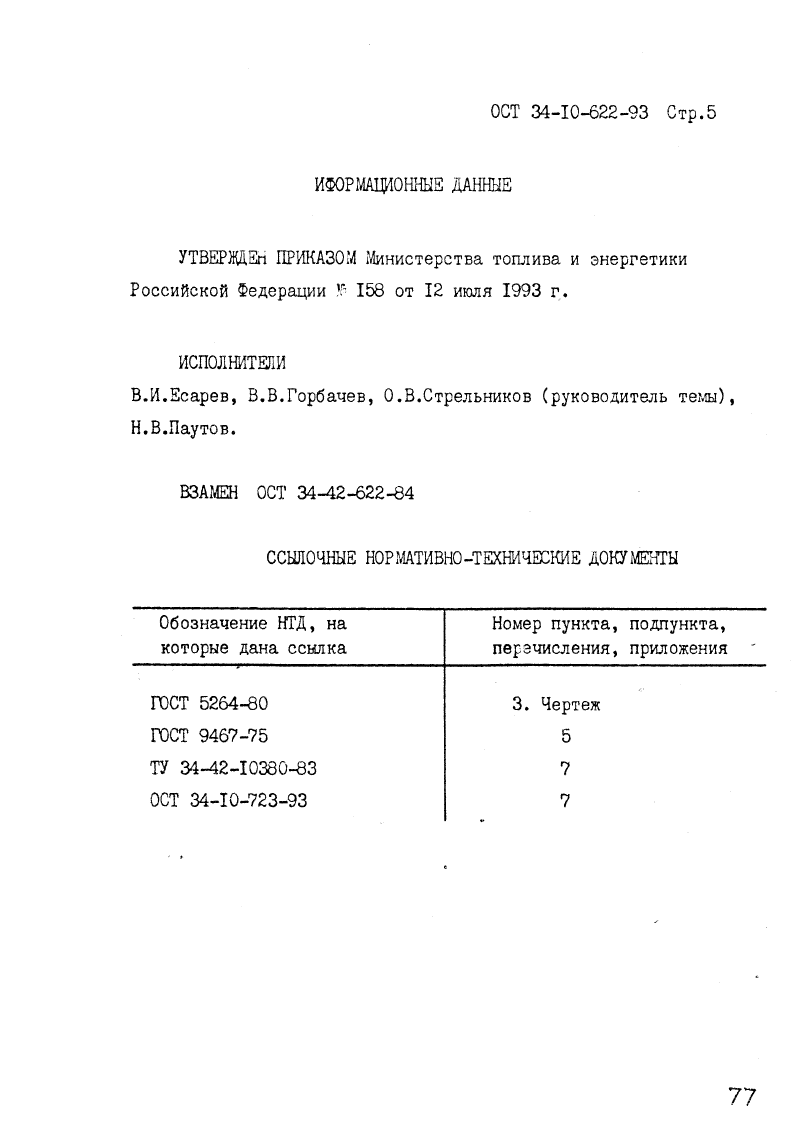 ОСТ 34-10-622-93 Стр.5
ИФОРМАЦИОННЫЕ ДАННЫЕ
УТВЕРЖДЕН ПРИКАЗОМ Министерства топлива и энергетики
Российской Федерации № 158 от 12 июля 1993 г.
ИСПОЛНИТЕЛИ
В.И.Есарев, В.В.Горбачев, О.В.Стрельников (руководитель темы),
Н.В.Паутов.
ВЗАМЕН ОСТ 34-42-622-84
ССЫЛОЧНЫЕ НОРМАТИВНО-ТЕХНИЧЕСКИЕ ДОКУМЕНТЫ
Обозначение НТД, на которые дана ссылка
Номер пункта, подпункта, перечисления, приложения
ГОСТ 5264-80 3. Чертеж
ГОСТ 9467-75 5
ТУ 34-42-10380-83 7
ОСТ 34-10-723-93 7
77